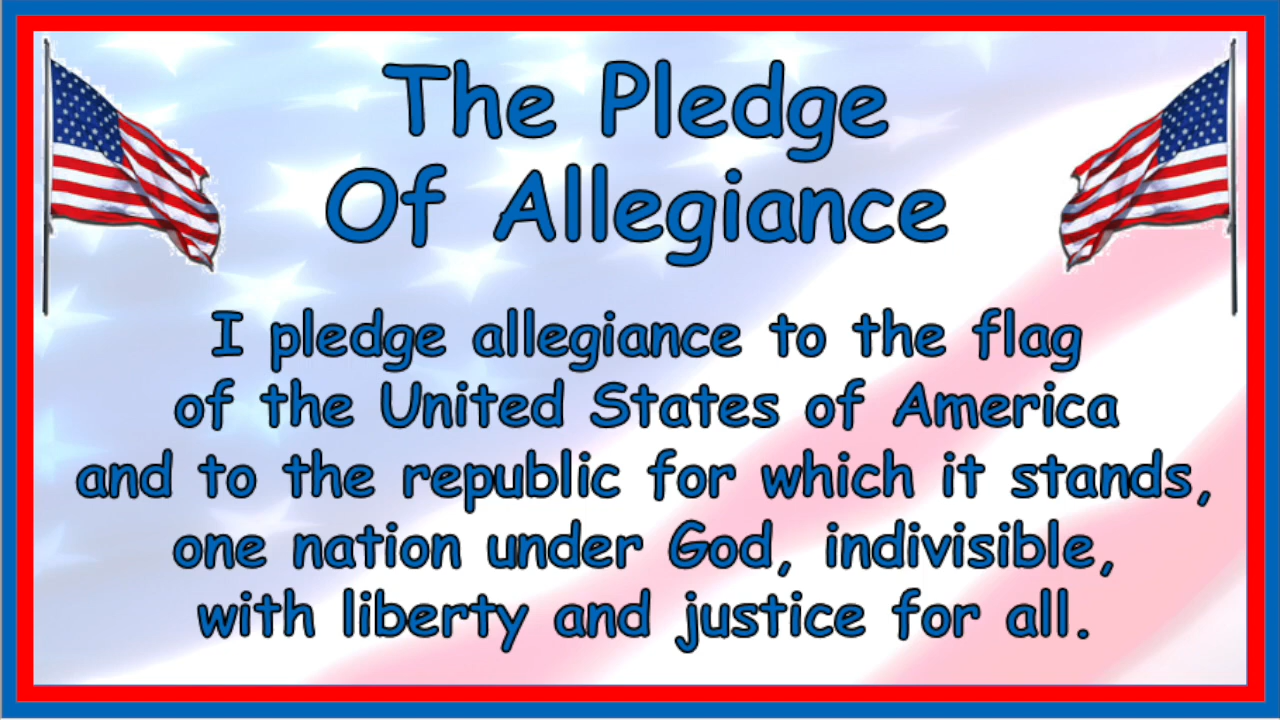 The Pledge
Of Allegiance
I pledge allegiance to the flag
of the United States of America
and to the republic for which it stands,
one nation under God, indivisible,
with liberty and justice for all.